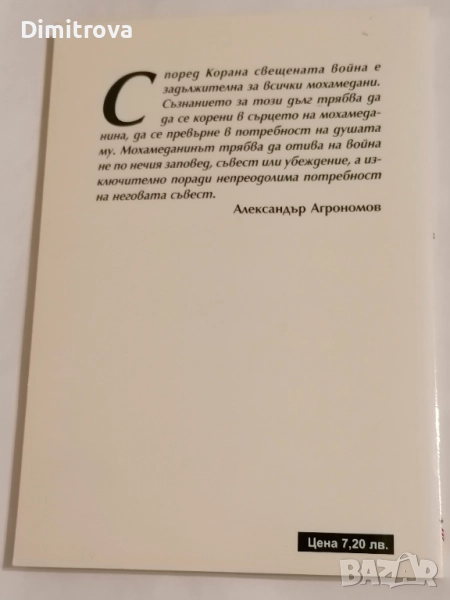 Dimitrova
Според Корана свещената война е
задължителна за всички мохамедани.
Съзнанието за този дълг трябва да
да се корени в сърцето на мохамеда-
нина, да се превърне в потребност на душата
му. Мохамеданинът трябва да отива на война
не по нечия заповед, съвест или убеждение, а из-
ключително поради непреодолима потребност
на неговата съвест.
Александър Агрономов
Цена 7,20 лв.
BAZAR